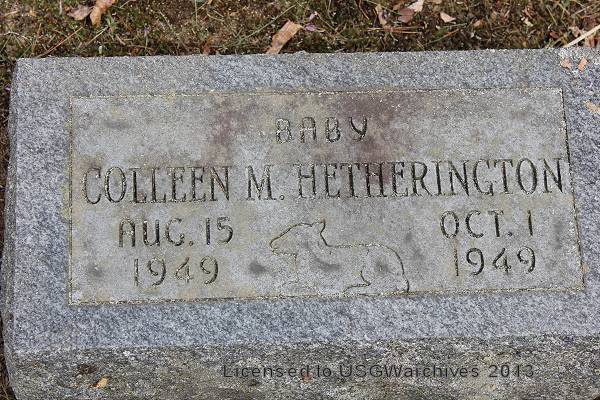 BABY
COLLEEN M. HETHERINGTON
AUG. 15 OCT. 1
1949 1949
Licensed to USGWarchives 2013